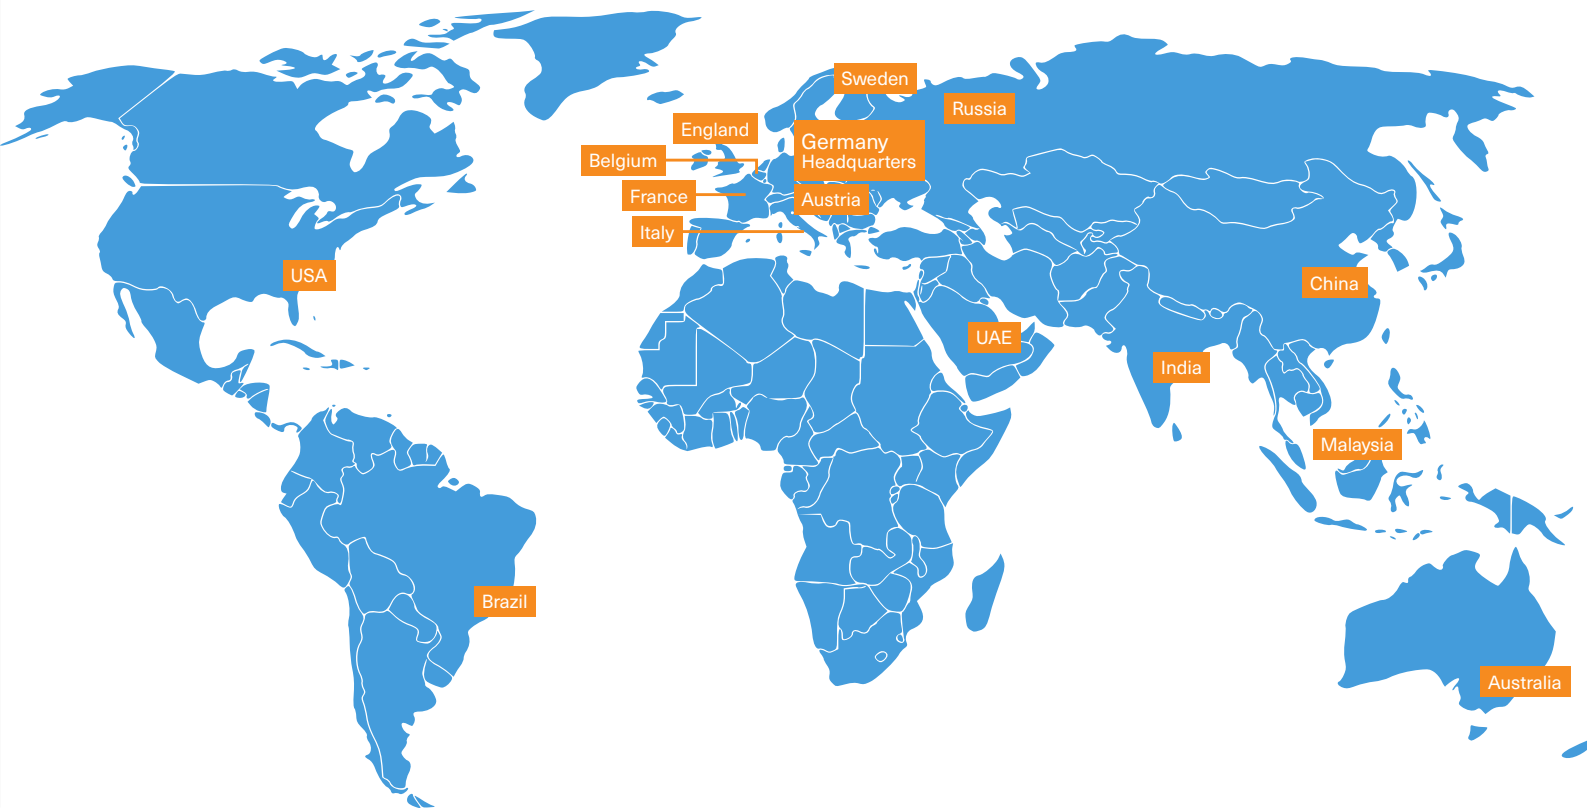 Sweden
Russia
England
Germany
Headquarters
Belgium
France
Austria
Italy
USA
China
UAE
India
Malaysia
Brazil
Australia